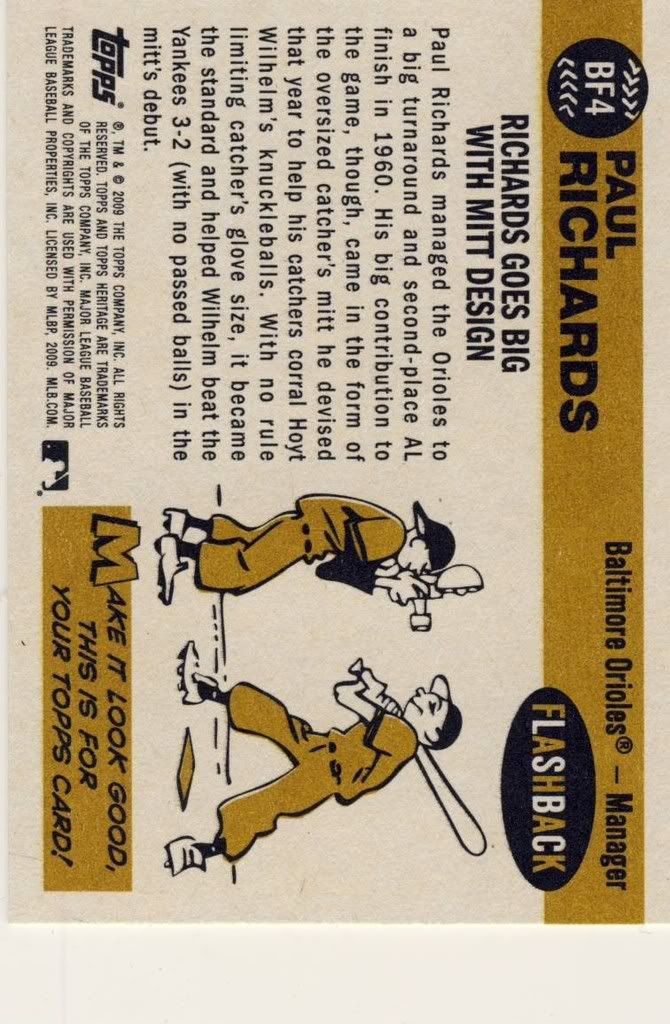 BF4
PAUL
RICHARDS
Baltimore Orioles® – Manager
FLASHBACK
RICHARDS GOES BIG
WITH MITT DESIGN
Paul Richards managed the Orioles to
a big turnaround and second-place AL
finish in 1960. His big contribution to
the game, though, came in the form of
the oversized catcher's mitt he devised
that year to help his catchers corral Hoyt
Wilhelm's knuckleballs. With no rule
limiting catcher's glove size, it became
the standard and helped Wilhelm beat the
Yankees 3-2 (with no passed balls) in the
mitt's debut.
MAKE IT LOOK GOOD,
THIS IS FOR
YOUR TOPPS CARD!
topps® ®, TM & © 2009 THE TOPPS COMPANY, INC. ALL RIGHTS
RESERVED. TOPPS AND TOPPS HERITAGE ARE TRADEMARKS
OF THE TOPPS COMPANY, INC. MAJOR LEAGUE BASEBALL
TRADEMARKS AND COPYRIGHTS ARE USED WITH PERMISSION OF MAJOR
LEAGUE BASEBALL PROPERTIES, INC. LICENSED BY MLBP, 2009. MLB.COM.